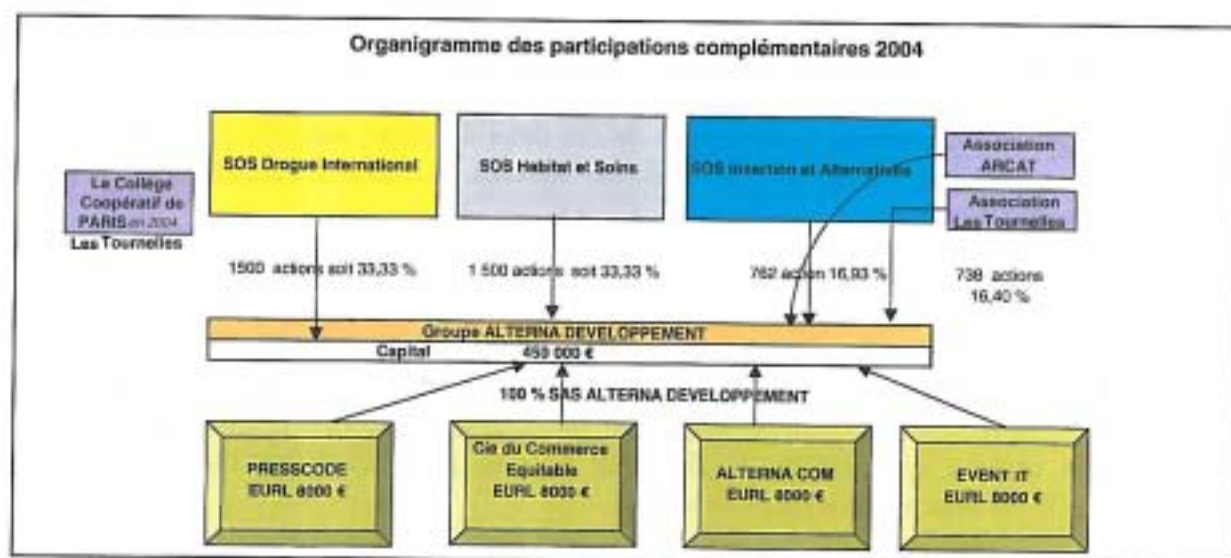 Organigramme des participations complémentaires 2004
SOS Drogue International
SOS Habitat et Soins
SOS Insertion et Alternative
Association
ARCAT
Le Collège
Coopératif de
PARIS en 2004
Les Tournelles
Association
Les Tournelles
1500 actions soit 33,33 %
1 500 actions soit 33,33 %
762 action 16,93 %
738 actions
16,40 %
Groupe ALTERNA DEVELOPPEMENT
Capital 450 000 €
100 % SAS ALTERNA DEVELOPPEMENT
PRESSCODE
EURL 8000 €
Cie du Commerce
Equitable
EURL 8000 €
ALTERNA COM
EURL 8000 €
EVENT IT
EURL 8000 €